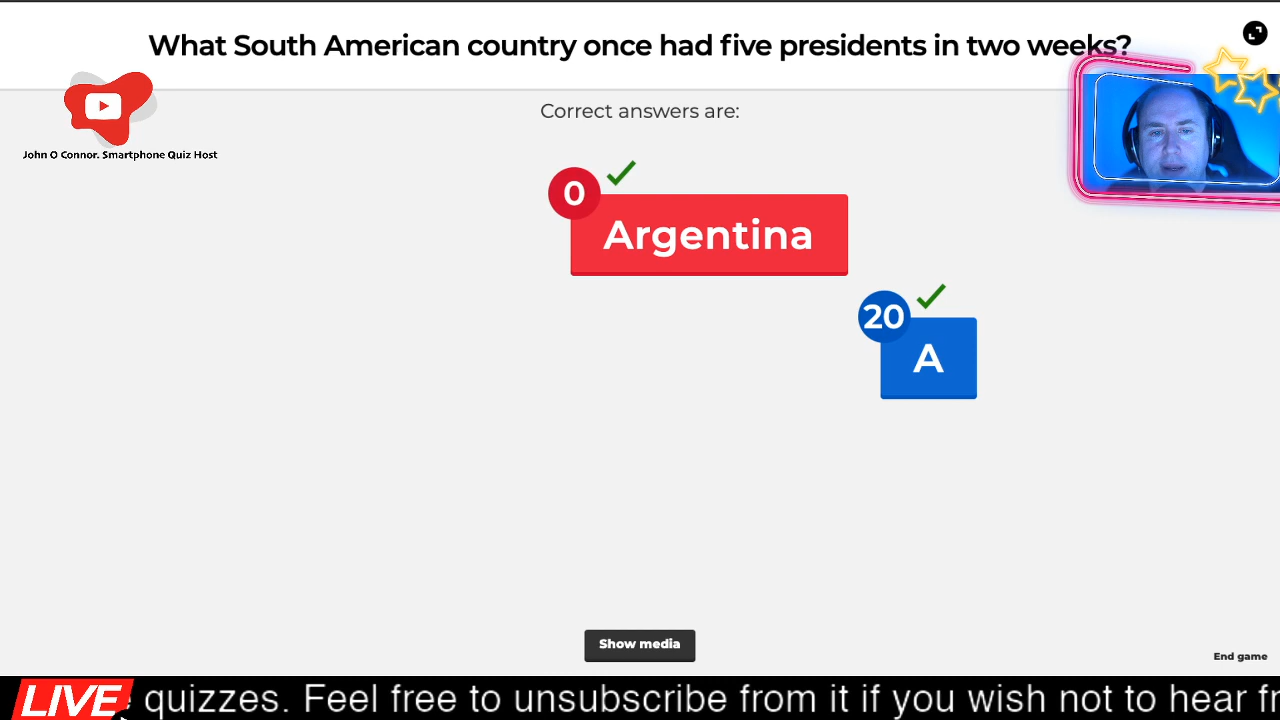 What South American country once had five presidents in two weeks?
Correct answers are:
John O Connor. Smartphone Quiz Host
0
Argentina
20
A
Show media
End game
LIVE quizzes. Feel free to unsubscribe from it if you wish not to hear